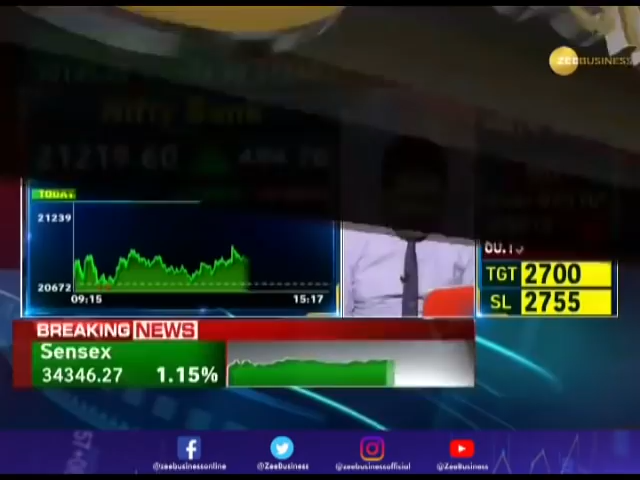 ZEEBUSINESS
Nifty Bank
TODAY
21239
20672
09:15
15:17
TGT 2700
SL 2755
BREAKING NEWS
Sensex
34346.27 1.15%
@zeebusinessonline
@ZeeBusiness
@zeebusinessofficial
@ZeeBusiness